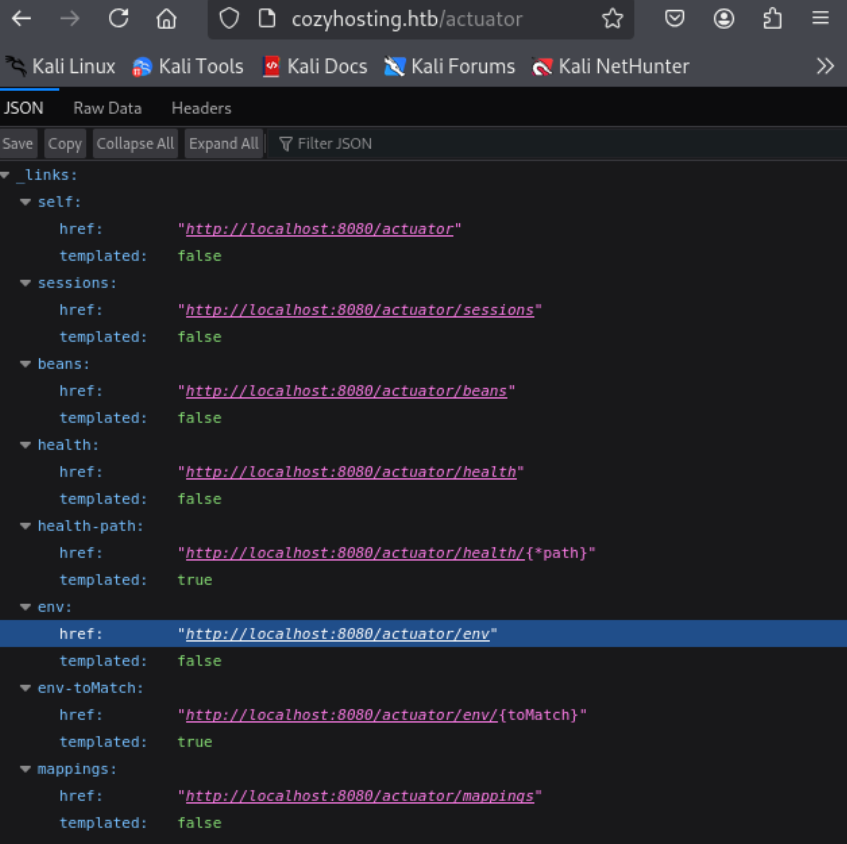 cozyhosting.htb/actuator
Kali Linux Kali Tools Kali Docs Kali Forums Kali NetHunter
JSON Raw Data Headers
Save Copy Collapse All Expand All Filter JSON
_links:
self:
href: "http://localhost:8080/actuator"
templated: false
sessions:
href: "http://localhost:8080/actuator/sessions"
templated: false
beans:
href: "http://localhost:8080/actuator/beans"
templated: false
health:
href: "http://localhost:8080/actuator/health"
templated: false
health-path:
href: "http://localhost:8080/actuator/health/{*path}"
templated: true
env:
href: "http://localhost:8080/actuator/env"
templated: false
env-toMatch:
href: "http://localhost:8080/actuator/env/{toMatch}"
templated: true
mappings:
href: "http://localhost:8080/actuator/mappings"
templated: false